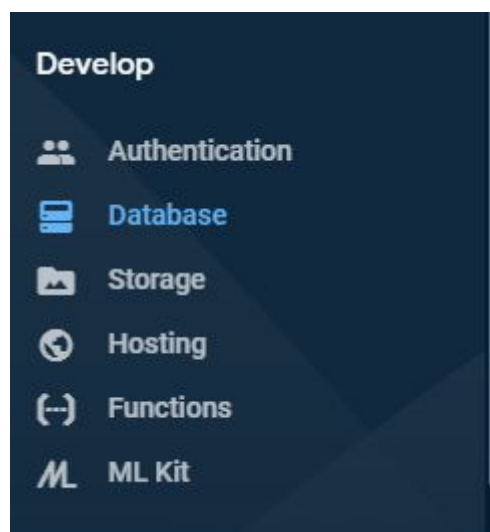 Develop
Authentication
Database
Storage
Hosting
Functions
ML Kit